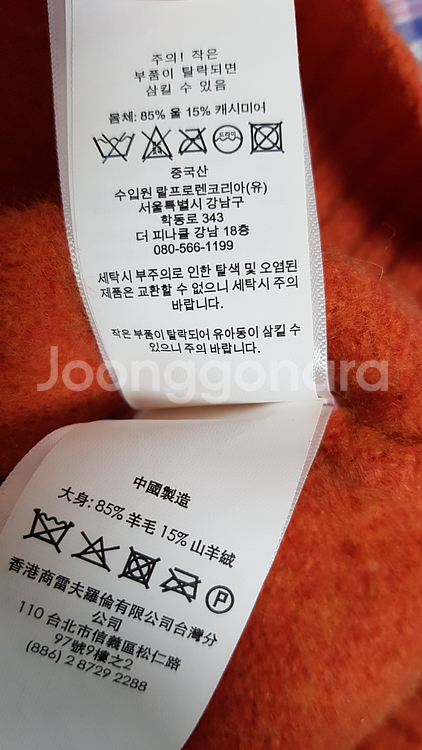 주의! 작은
부품이 탈락되면
삼킬 수 있음
몸체: 85% 울 15% 캐시미어
드라이
중국산
수입원 랄프로렌코리아(유)
서울특별시 강남구
학동로 343
더 피나클 강남 18층
080-566-1199
세탁시 부주의로 인한 탈색 및 오염된
제품은 교환할 수 없으니 세탁시 주의
바랍니다.
작은 부품이 탈락되어 유아동이 삼킬 수
있으니 주의 바랍니다.
Joonggonara
中國製造
大身: 85% 羊毛 15% 山羊絨
P
香港商雷夫羅倫有限公司台灣分
公司
110 台北市信義區松仁路
97號9樓之2
(886) 2 8729 2288